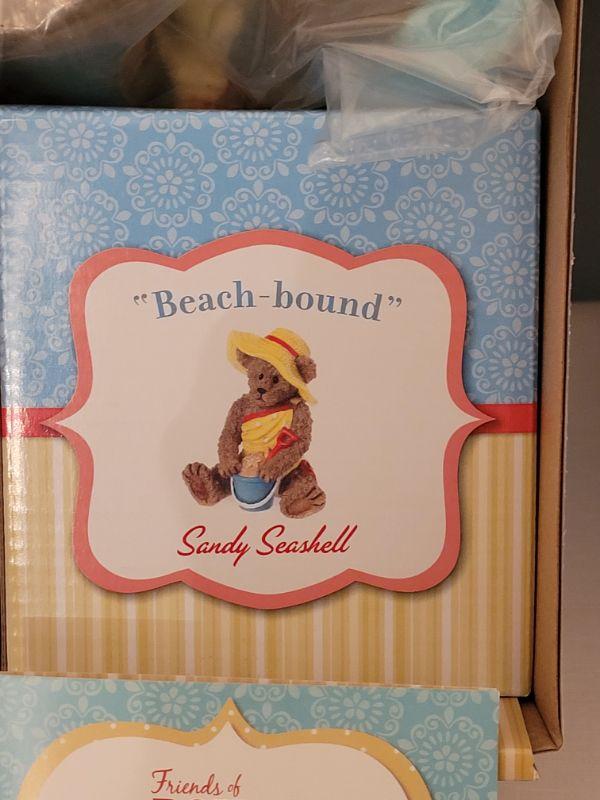 “Beach-bound”
Sandy Seashell
Friends of